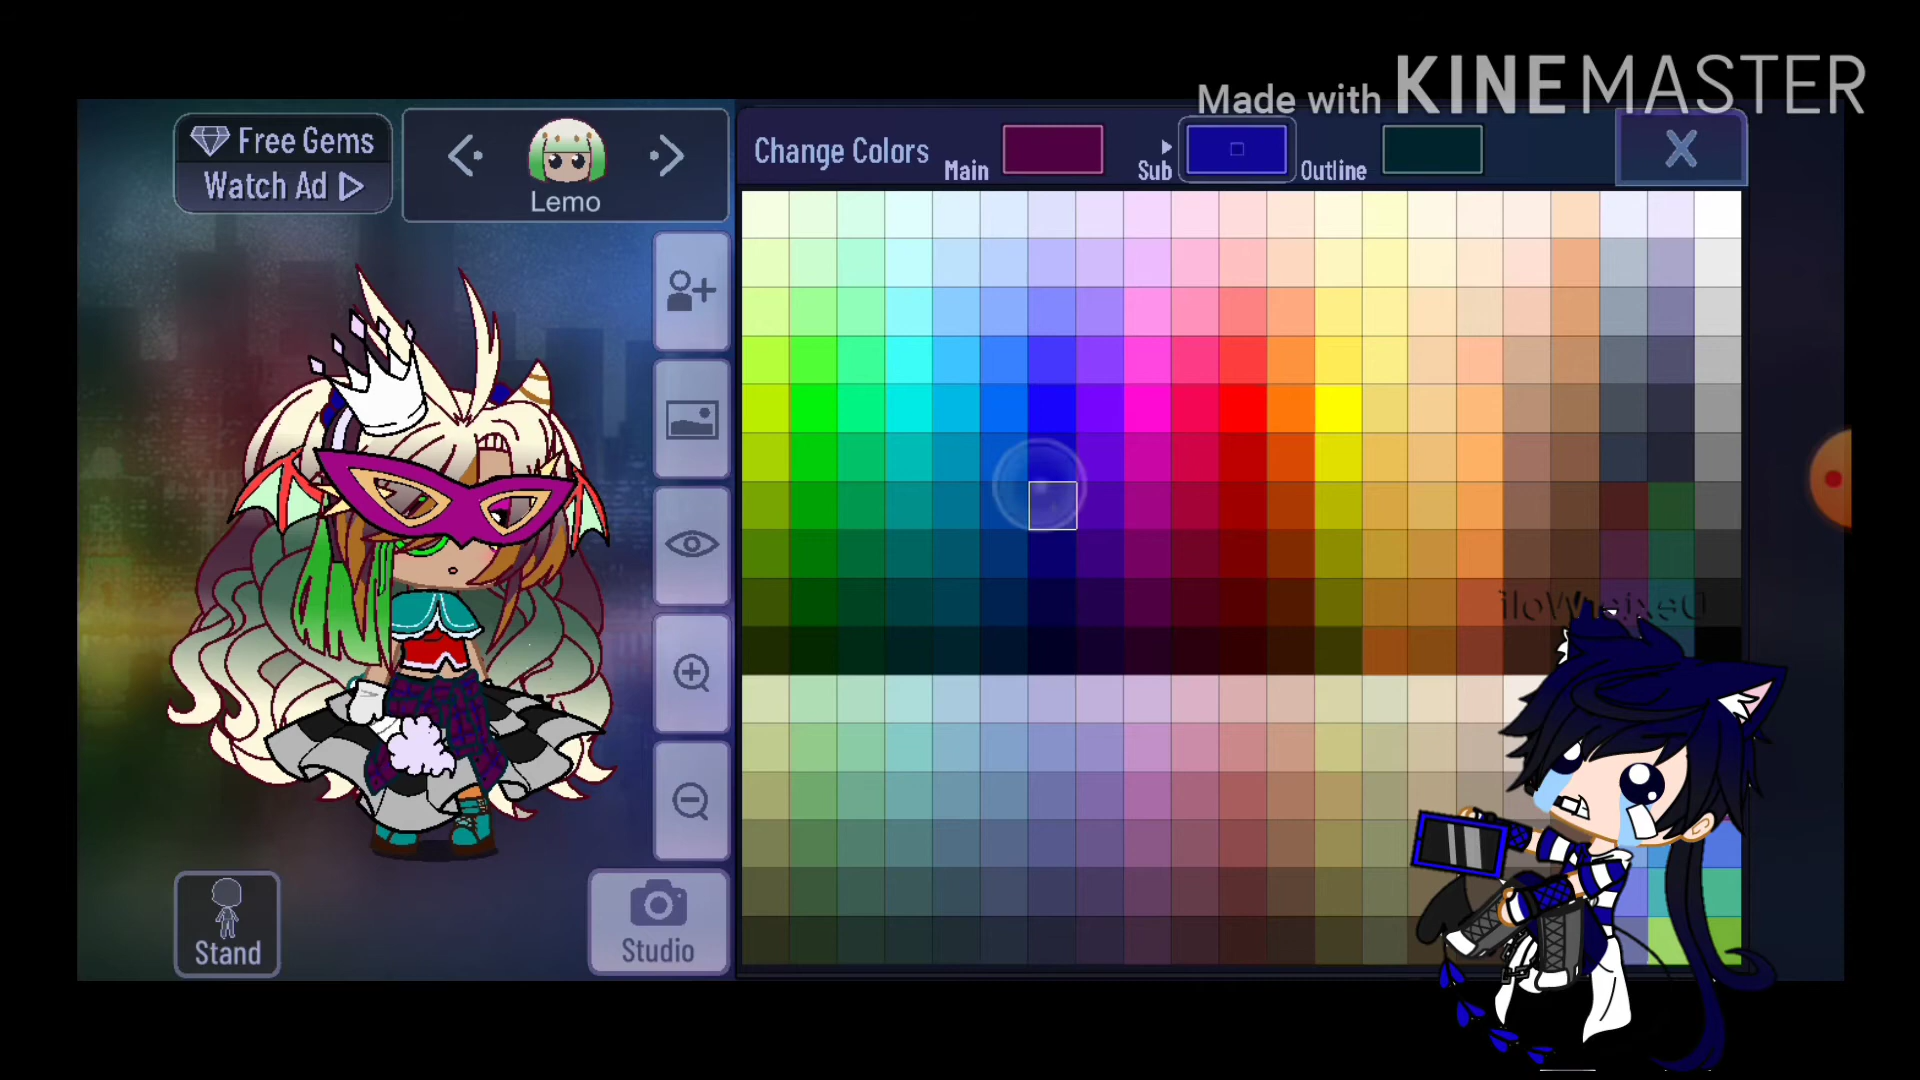 Made with KINEMASTER
Free Gems
Watch Ad
Lemo
Change Colors
Main
Sub
Outline
X
Stand
Studio